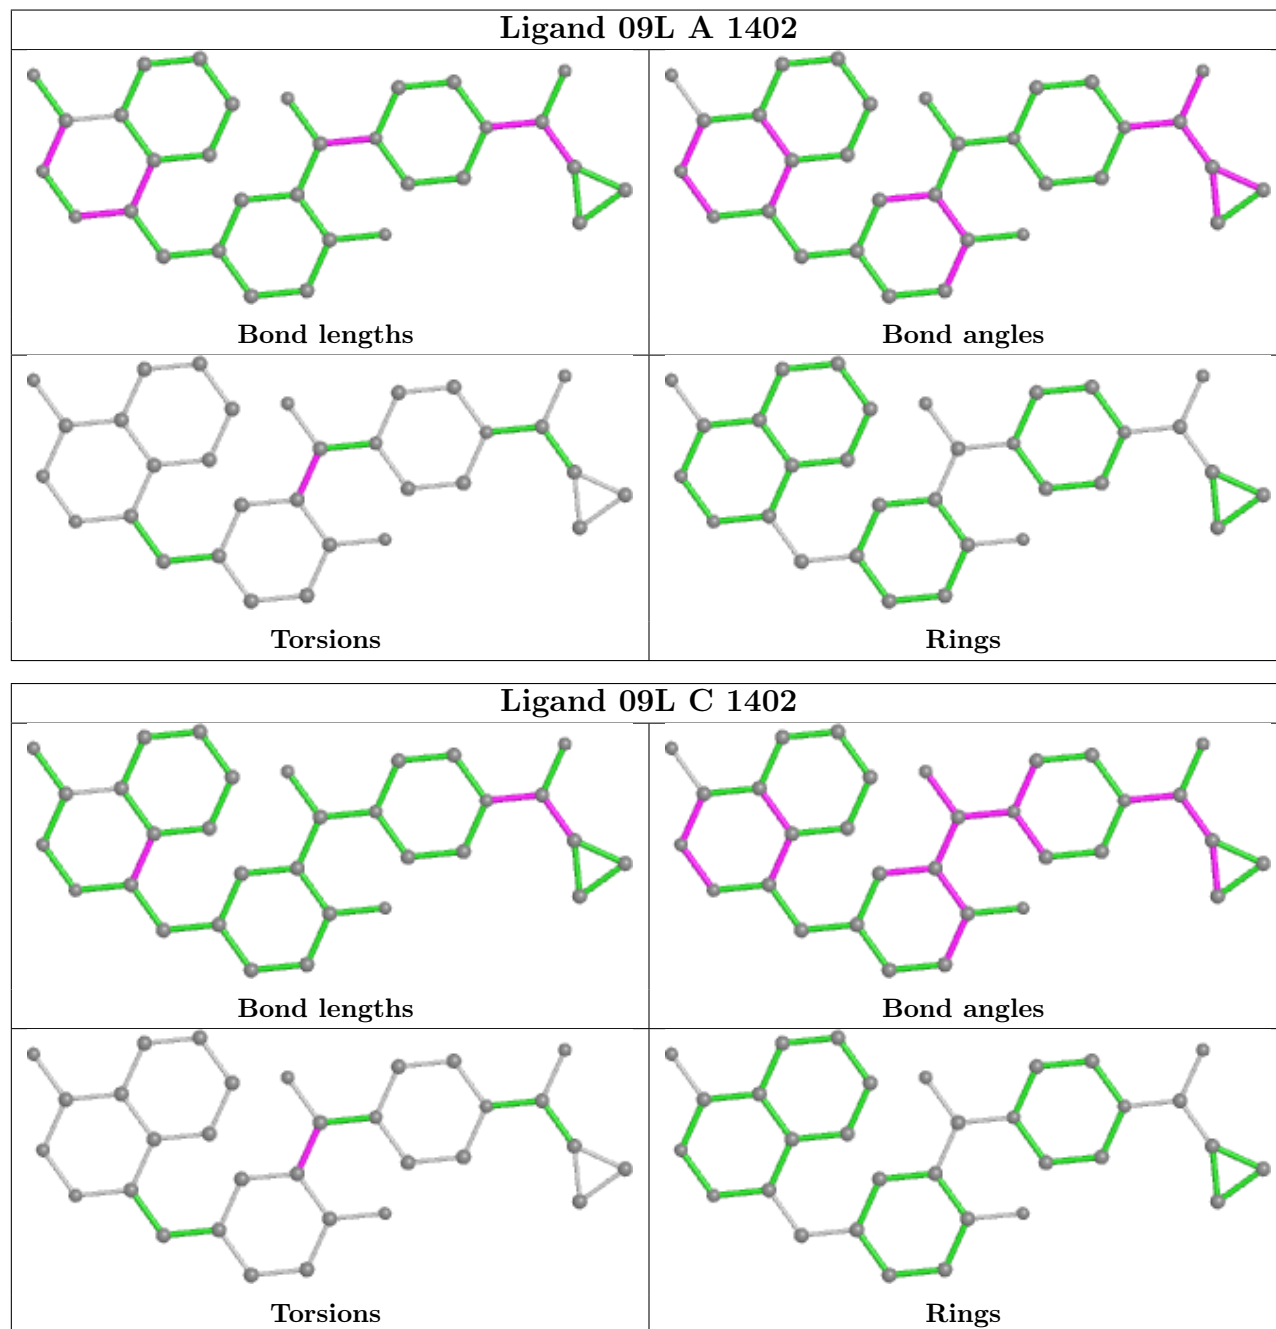 Ligand 09L A 1402
Bond lengths
Bond angles
Torsions
Rings
Ligand 09L C 1402
Bond lengths
Bond angles
Torsions
Rings